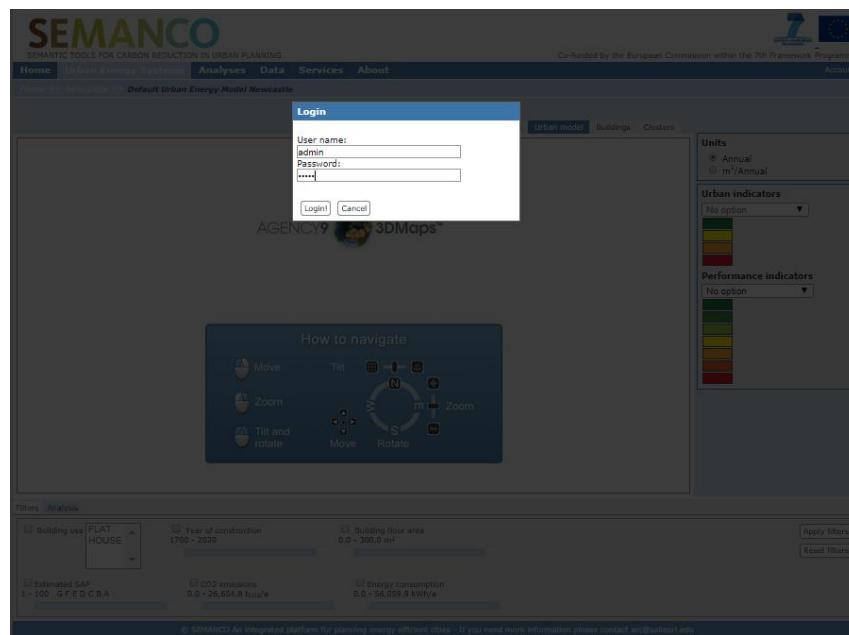 SEMANCO
SEMANTIC TOOLS FOR CARBON REDUCTION IN URBAN PLANNING
Co-funded by the European Commission within the 7th Framework Programme
Home Urban Energy Systems Analyses Data Services About
Home >> Newcastle >> Default Urban Energy Model Newcastle
Login
User name:
admin
Password:
•••••
Login! Cancel
Urban model Buildings Clusters
Units
Annual
m²/Annual
Urban indicators
No option
Performance indicators
No option
AGENCY9 3DMaps™
How to navigate
Move Tilt
Zoom
Tilt and
rotate
N
W
S
Move Rotate Zoom
Filters Analysis
Building use FLAT
HOUSE
Year of construction
1700 - 2020
Building floor area
0.0 - 300.0 m²
Apply filters
Reset filters
Estimated SAP
1 - 100 G F E D C B A
CO2 emissions
Energy consumption
© SEMANCO An integrated platform for planning energy efficient cities - If you need more information please contact